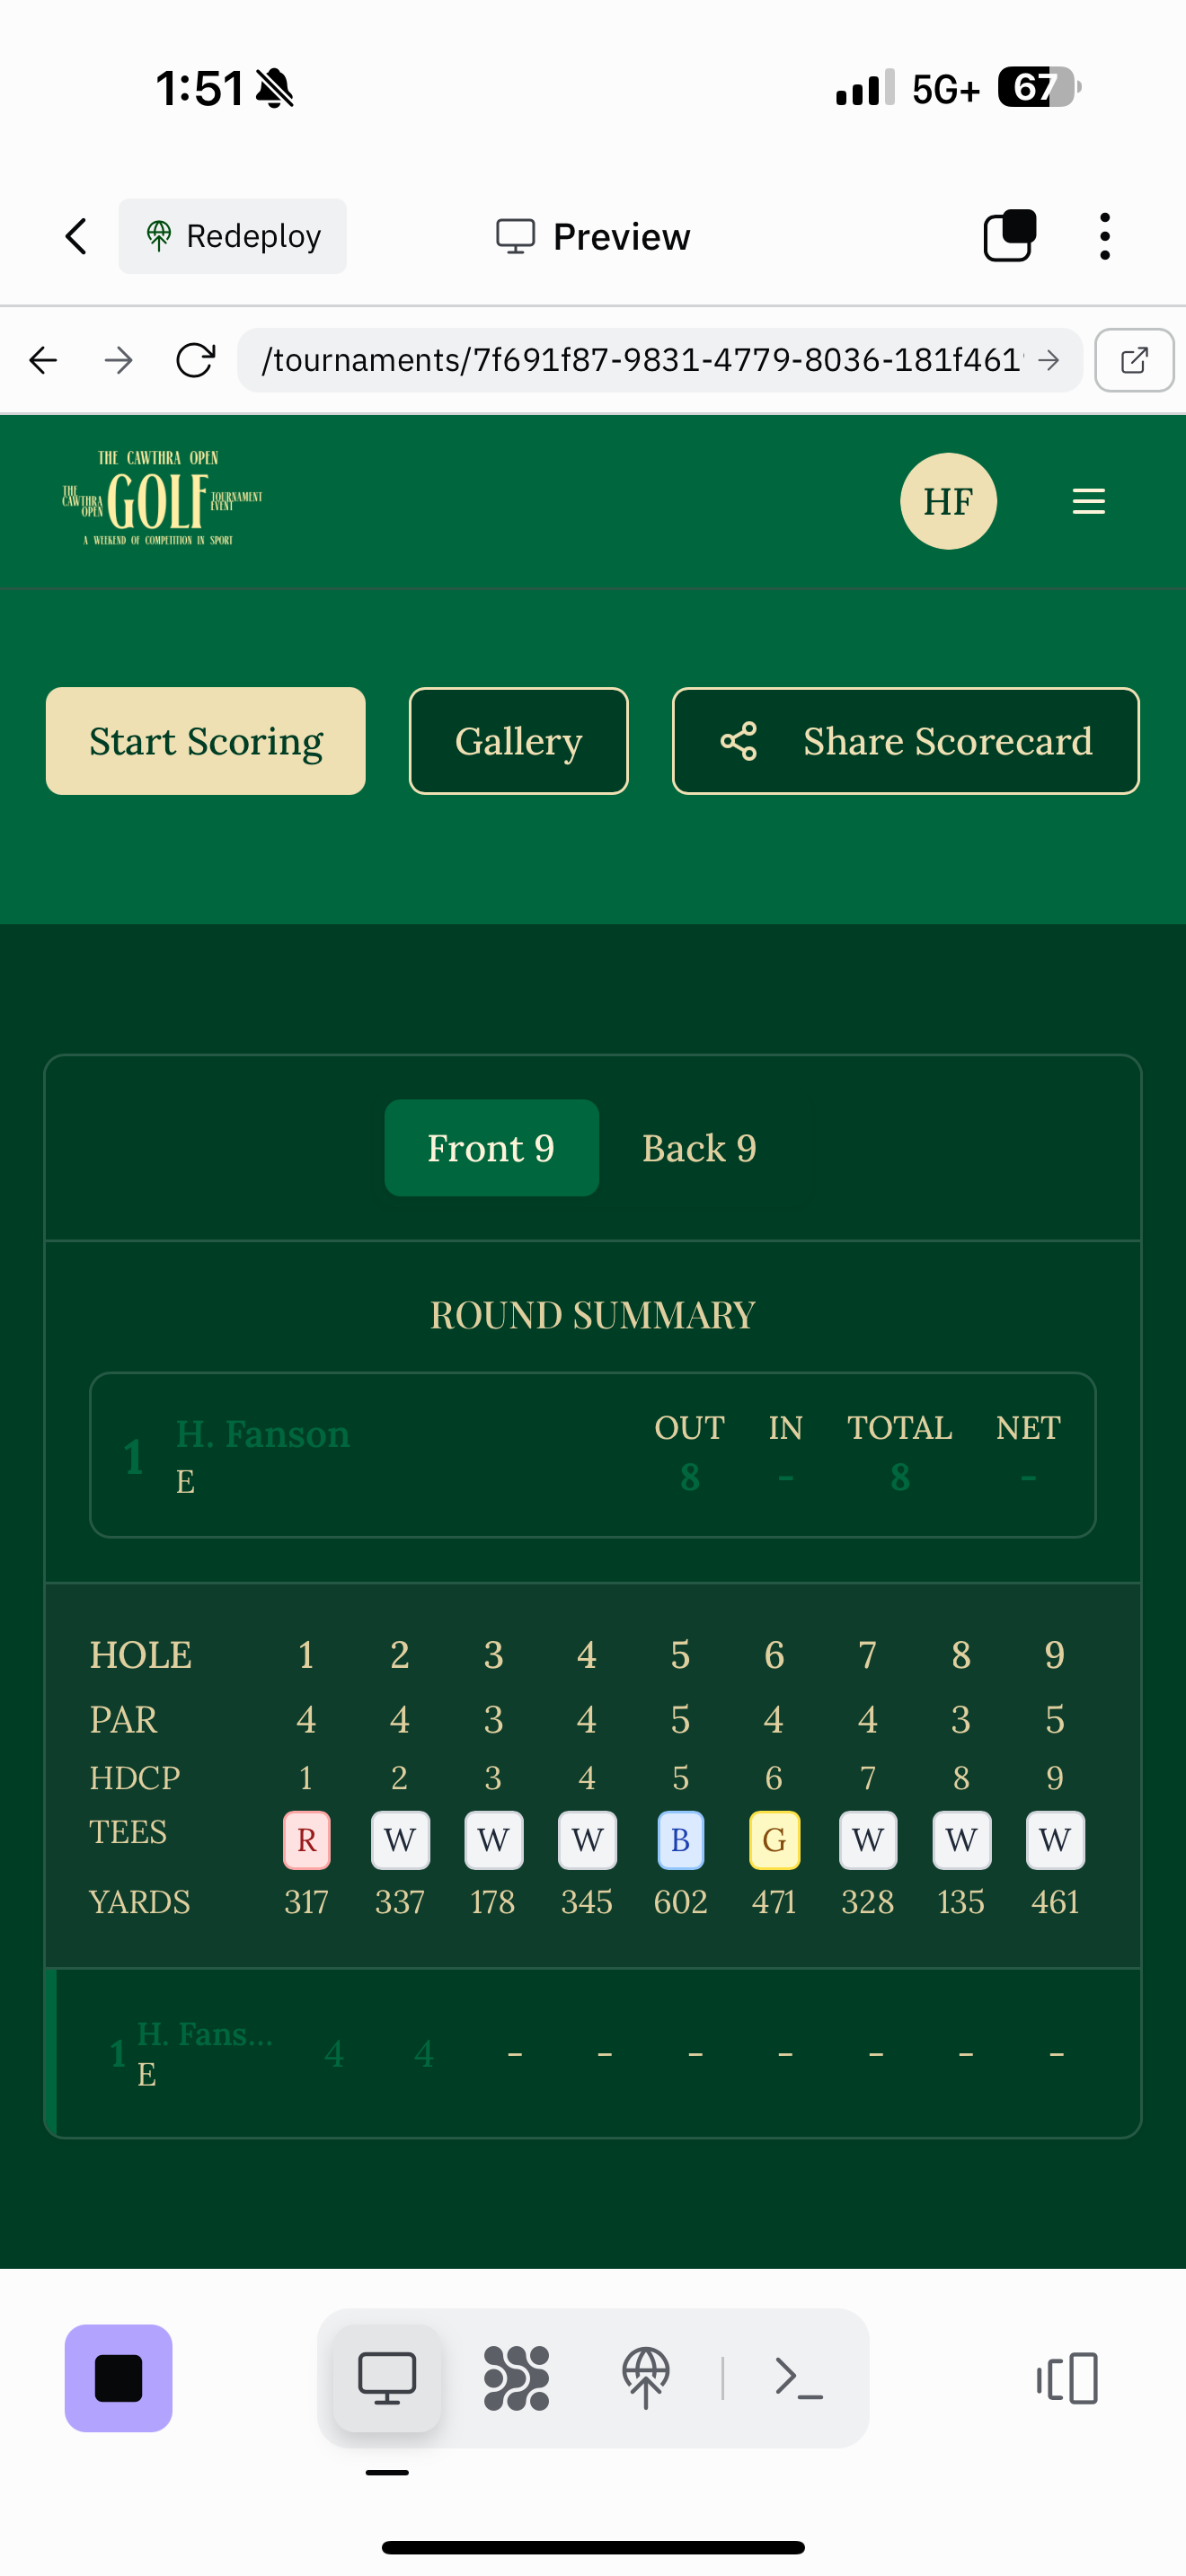 1:51
5G+
67
Redeploy
Preview
/tournaments/7f691f87-9831-4779-8036-181f461
THE CAWTHRA OPEN
THE CAWTHRA OPEN
GOLF
TOURNAMENT EVENT
A WEEKEND OF COMPETITION IN SPORT
HF
Start Scoring
Gallery
Share Scorecard
Front 9
Back 9
ROUND SUMMARY
1 H. Fanson
E
OUT IN TOTAL NET
8 - 8 -
HOLE 1 2 3 4 5 6 7 8 9
PAR 4 4 3 4 5 4 4 3 5
HDCP 1 2 3 4 5 6 7 8 9
TEES R W W W B G W W W
YARDS 317 337 178 345 602 471 328 135 461
1 H. Fans... 4 4 - - - - - - -
E